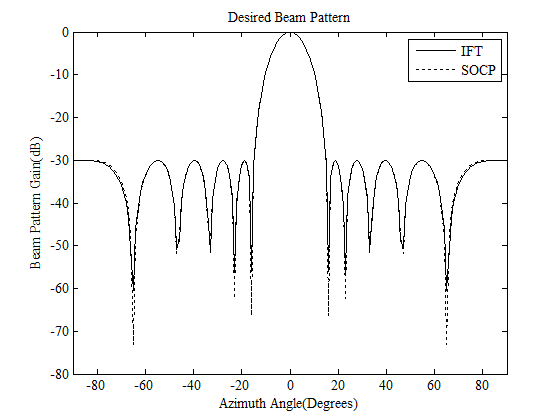 Desired Beam Pattern
IFT
SOCP
Beam Pattern Gain(dB)
0
-10
-20
-30
-40
-50
-60
-70
-80
-80 -60 -40 -20 0 20 40 60 80
Azimuth Angle(Degrees)